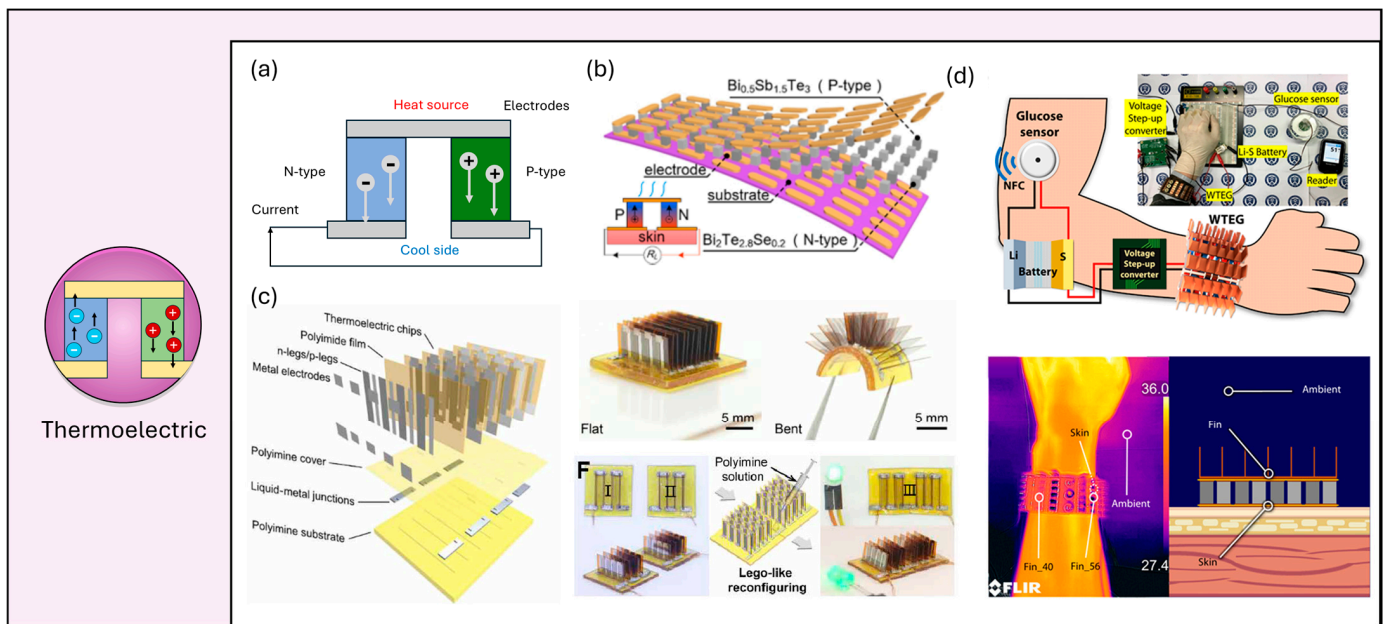 Thermoelectric
(a)
Heat source
Electrodes
N-type
P-type
Current
Cool side
(b)
Bi0.5Sb1.5Te3 ( P-type )
electrode
substrate
P
N
skin
RL
Bi2Te2.8Se0.2 ( N-type )
(c)
Thermoelectric chips
Polyimide film
n-legs/p-legs
Metal electrodes
Polyimine cover
Liquid-metal junctions
Polyimine substrate
Flat
5 mm
Bent
5 mm
F
I
II
Polyimine
solution
III
Lego-like
reconfiguring
(d)
Glucose
sensor
NFC
Voltage
Step-up
converter
Glucose sensor
Li-S Battery
Reader
WTEG
WTEG
Li
Battery
S
Voltage
Step-up
converter
36.0
Skin
Ambient
Fin_40
Fin_56
27.4
FLIR
Ambient
Fin
Skin